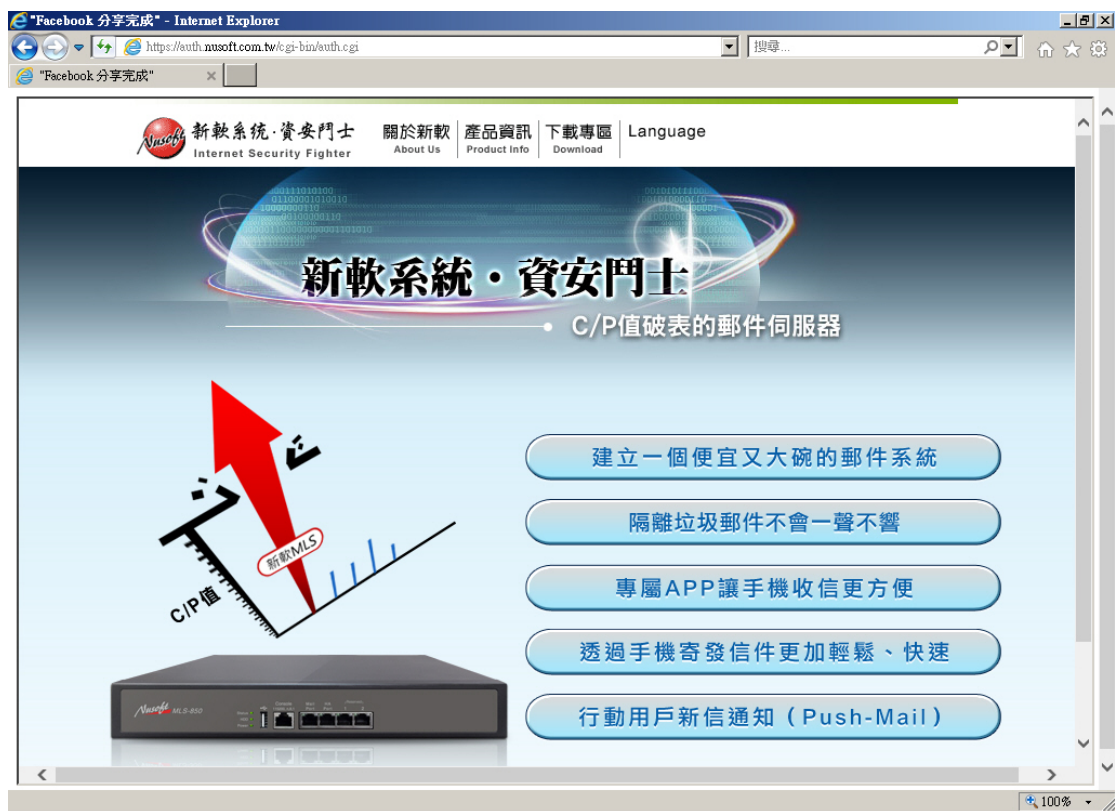 "Facebook 分享完成" - Internet Explorer
https://auth.nusoft.com.tw/cgi-bin/auth.cgi
搜尋...
"Facebook 分享完成"
Nusoft
新軟系統·資安鬥士
Internet Security Fighter
關於新軟
About Us
產品資訊
Product Info
下載專區
Download
Language
新軟系統·資安鬥士
C/P值破表的郵件伺服器
新軟MLS
C/P值
建立一個便宜又大碗的郵件系統
隔離垃圾郵件不會一聲不響
專屬APP讓手機收信更方便
透過手機寄發信件更加輕鬆、快速
行動用戶新信通知(Push-Mail)
Nusoft MLS-850
100%